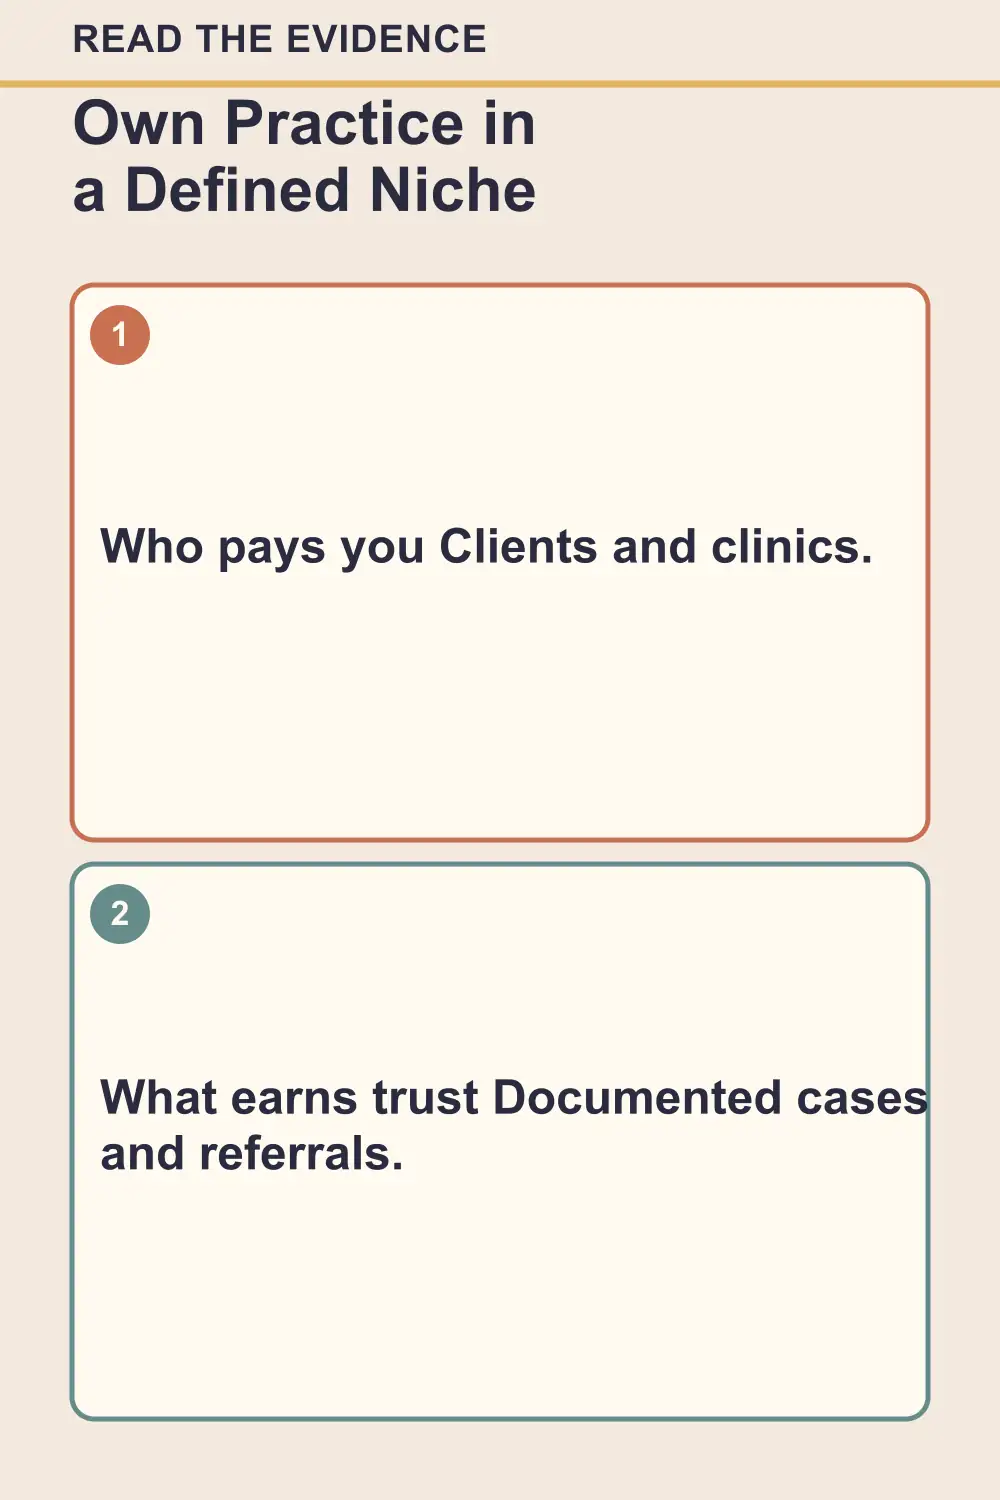 READ THE EVIDENCE
Own Practice in
a Defined Niche
1
Who pays you Clients and clinics.
2
What earns trust Documented cases
and referrals.